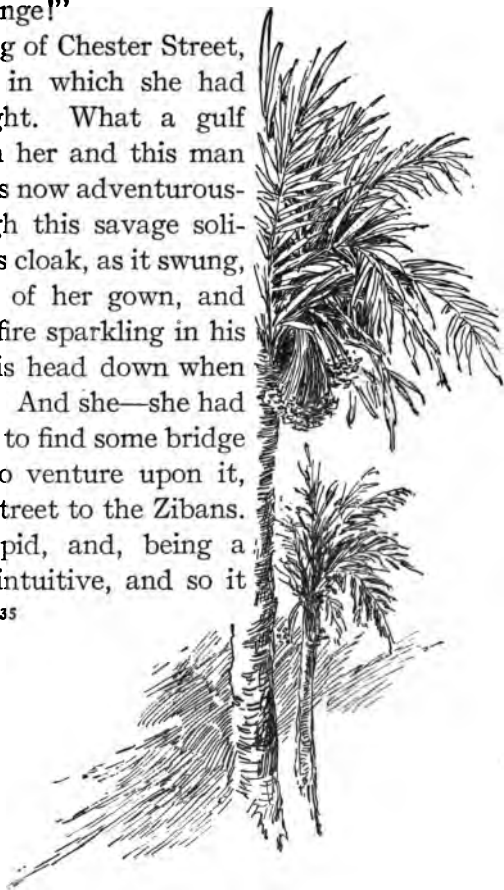 nge!”
g of Chester Street,
in which she had
ht. What a gulf
her and this man
s now adventurous-
gh this savage soli-
s cloak, as it swung,
of her gown, and
fire sparkling in his
is head down when
And she—she had
to find some bridge
o venture upon it,
treet to the Zibans.
pid, and, being a
intuitive, and so it
35